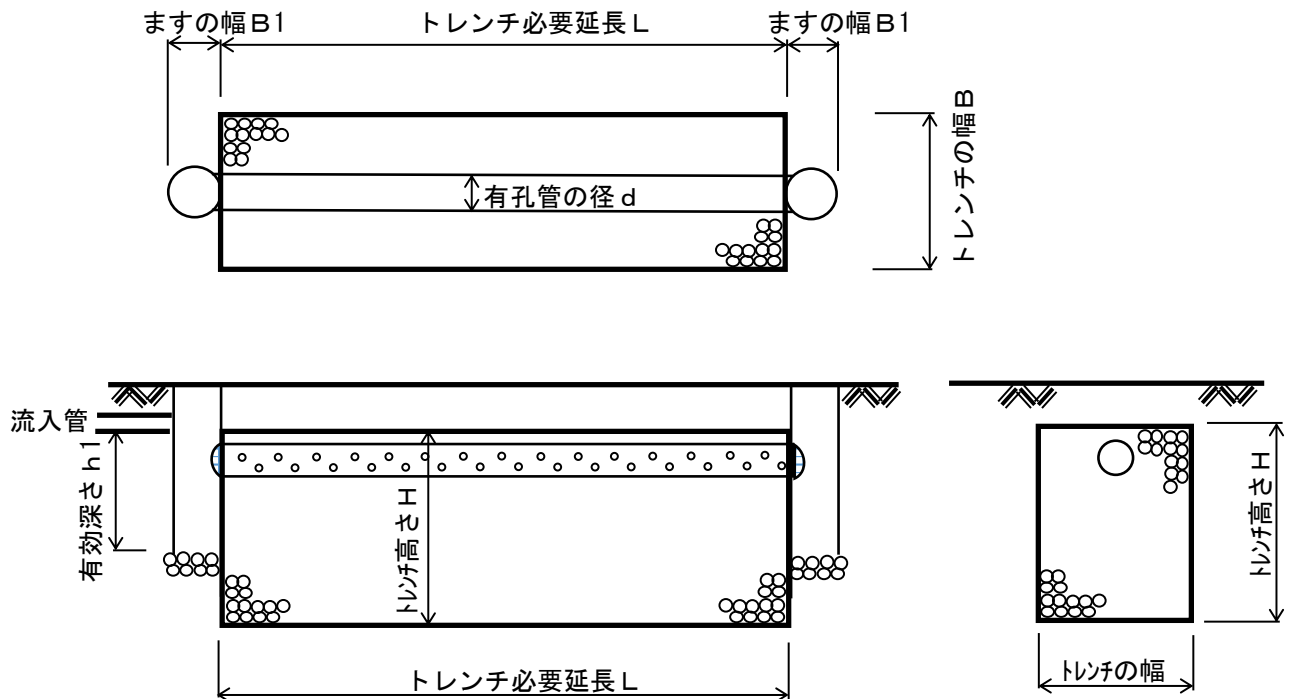 ますの幅B1
トレンチ必要延長L
ますの幅B1
トレンチの幅B
有孔管の径d
流入管
有効深さh1
トレンチ高さH
トレンチ高さH
トレンチ必要延長L
トレンチの幅